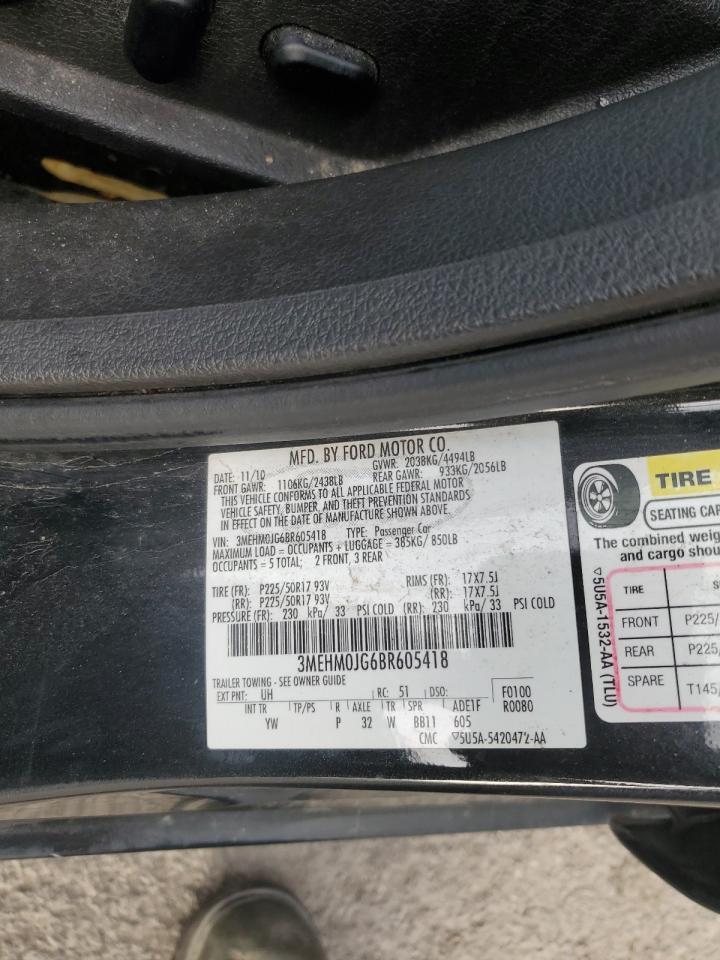 MFD. BY FORD MOTOR CO.
DATE: 11/10 GVWR: 2038KG/4494LB
FRONT GAWR: 1106KG/2438LB REAR GAWR: 933KG/2056LB
THIS VEHICLE CONFORMS TO ALL APPLICABLE FEDERAL MOTOR
VEHICLE SAFETY, BUMPER, AND THEFT PREVENTION STANDARDS
IN EFFECT ON THE DATE OF MANUFACTURE SHOWN ABOVE.
VIN: 3MEHM0JG6BR605418 TYPE: Passenger Car
MAXIMUM LOAD = OCCUPANTS + LUGGAGE = 385KG/850LB
OCCUPANTS = 5 TOTAL; 2 FRONT, 3 REAR
TIRE (FR): P225/50R17 93V RIMS (FR): 17X7.5J
(RR): P225/50R17 93V (RR): 17X7.5J
PRESSURE (FR): 230 kPa/ 33 PSI COLD (RR): 230 kPa/ 33 PSI COLD
3MEHM0JG6BR605418
TRAILER TOWING - SEE OWNER GUIDE
EXT PNT: UH RC: 51 DSO: F0100
INT TR TP/PS R AXLE TR SPR ADE1F R0080
YW P 32 W BB11 605
CMC ▽5U5A-5420472-AA
TIRE
SEATING CAP
The combined weight
and cargo should
▽5U5A-1532-AA (TLU)
TIRE S
FRONT P225/
REAR P225/
SPARE T145/